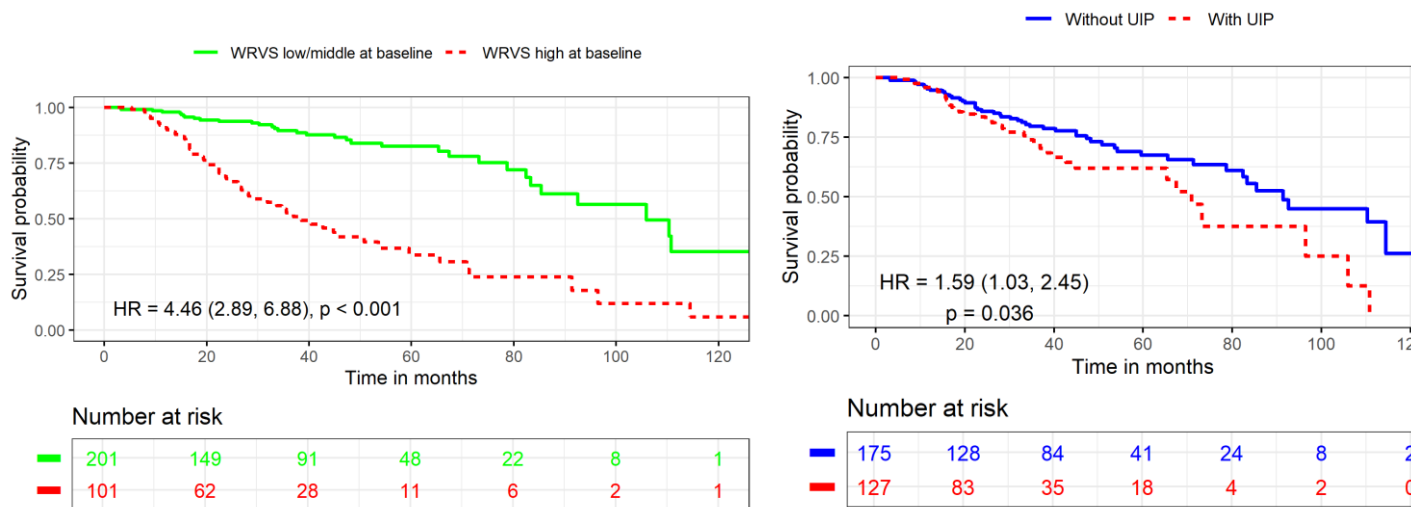 WRVS low/middle at baseline WRVS high at baseline
Survival probability
1.00
0.75
0.50
0.25
0.00
HR = 4.46 (2.89, 6.88), p < 0.001
0 20 40 60 80 100 120
Time in months
Number at risk
201 149 91 48 22 8 1
101 62 28 11 6 2 1
Without UIP With UIP
Survival probability
1.00
0.75
0.50
0.25
0.00
HR = 1.59 (1.03, 2.45)
p = 0.036
0 20 40 60 80 100 120
Time in months
Number at risk
175 128 84 41 24 8 2
127 83 35 18 4 2 0